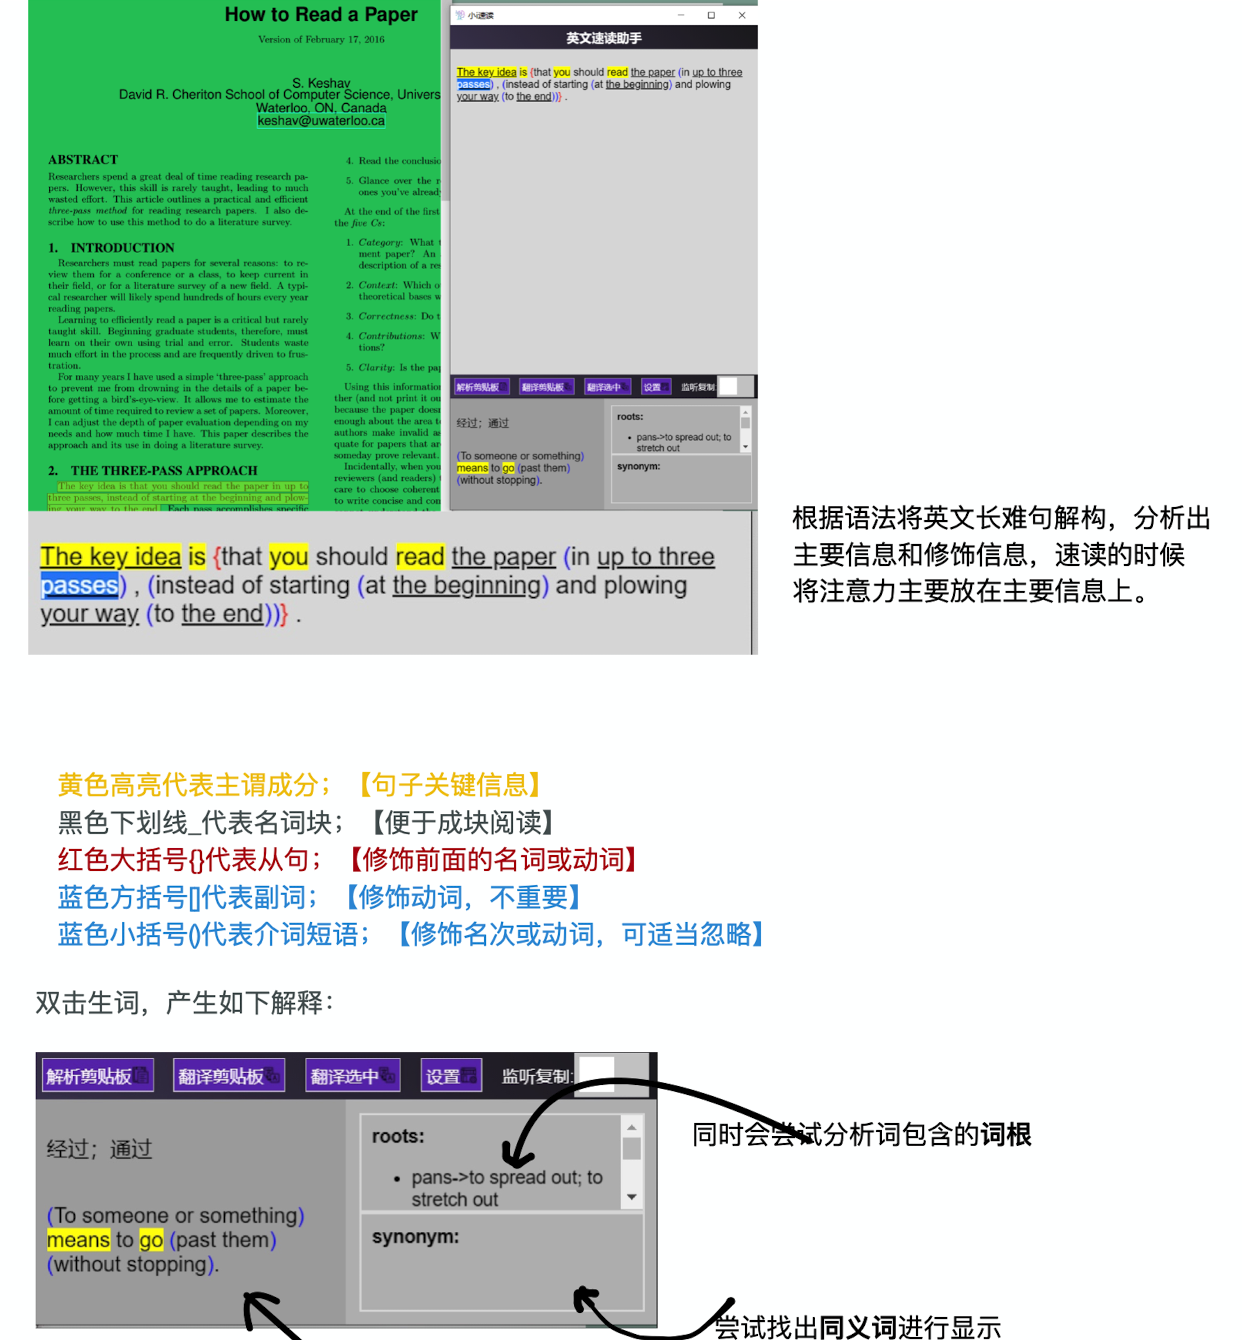 How to Read a Paper
Version of February 17, 2016
S. Keshav
David R. Cheriton School of Computer Science, Univers
Waterloo, ON, Canada
keshav@uwaterloo.ca
ABSTRACT
Researchers spend a great deal of time reading research pa-
pers. However, this skill is rarely taught, leading to much
wasted effort. This article outlines a practical and efficient
three-pass method for reading research papers. I also de-
scribe how to use this method to do a literature survey.
1. INTRODUCTION
Researchers must read papers for several reasons: to re-
view them for a conference or a class, to keep current in
their field, or for a literature survey of a new field. A typi-
cal researcher will likely spend hundreds of hours every year
reading papers.
Learning to efficiently read a paper is a critical but rarely
taught skill. Beginning graduate students, therefore, must
learn on their own using trial and error. Students waste
much effort in the process and are frequently driven to frus-
tration.
For many years I have used a simple 'three-pass' approach
to prevent me from drowning in the details of a paper be-
fore getting a bird's-eye-view. It allows me to estimate the
amount of time required to review a set of papers. Moreover,
I can adjust the depth of paper evaluation depending on my
needs and how much time I have. This paper describes the
approach and its use in doing a literature survey.
2. THE THREE-PASS APPROACH
The key idea is that you should read the paper in up to
three passes, instead of starting at the beginning and plow-
ing your way to the end. Each pass accomplishes specific
4. Read the conclusio
5. Glance over the r
ones you've already
At the end of the first
the five Cs:
1. Category: What t
ment paper? An
description of a res
2. Context: Which o
theoretical bases w
3. Correctness: Do t
4. Contributions: W
tions?
5. Clarity: Is the pap
Using this information
ther (and not print it ou
because the paper doesn
enough about the area to
authors make invalid as
quate for papers that are
someday prove relevant.
Incidentally, when you
reviewers (and readers)
care to choose coherent
to write concise and com
小i速读
英文速读助手
The key idea is {that you should read the paper (in up to three
passes) , (instead of starting (at the beginning) and plowing
your way (to the end))} .
解析剪贴板 翻译剪贴板 翻译选中 设置 监听复制:
经过；通过
(To someone or something)
means to go (past them)
(without stopping).
roots:
• pans->to spread out; to
stretch out
synonym:
The key idea is {that you should read the paper (in up to three
passes) , (instead of starting (at the beginning) and plowing
your way (to the end))} .
根据语法将英文长难句解构，分析出
主要信息和修饰信息，速读的时候
将注意力主要放在主要信息上。
黄色高亮代表主谓成分；【句子关键信息】
黑色下划线_代表名词块；【便于成块阅读】
红色大括号{}代表从句；【修饰前面的名词或动词】
蓝色方括号[]代表副词；【修饰动词，不重要】
蓝色小括号()代表介词短语；【修饰名次或动词，可适当忽略】
双击生词，产生如下解释：
解析剪贴板 翻译剪贴板 翻译选中 设置 监听复制:
经过；通过
(To someone or something)
means to go (past them)
(without stopping).
roots:
• pans->to spread out; to
stretch out
synonym:
同时会尝试分析词包含的词根
尝试找出同义词进行显示